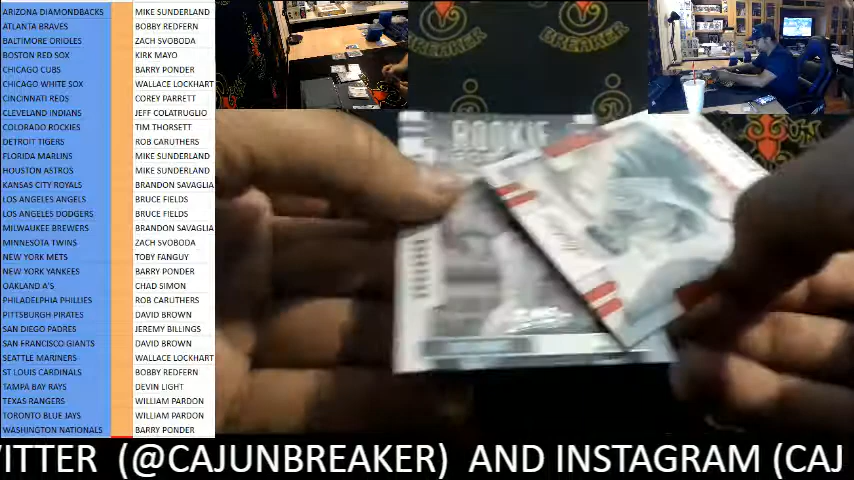 ARIZONA DIAMONDBACKS MIKE SUNDERLAND
ATLANTA BRAVES BOBBY REDFERN
BALTIMORE ORIOLES ZACH SVOBODA
BOSTON RED SOX KIRK MAYO
CHICAGO CUBS BARRY PONDER
CHICAGO WHITE SOX WALLACE LOCKHART
CINCINNATI REDS COREY PARRETT
CLEVELAND INDIANS JEFF COLATRUGLIO
COLORADO ROCKIES TIM THORSETT
DETROIT TIGERS ROB CARUTHERS
FLORIDA MARLINS MIKE SUNDERLAND
HOUSTON ASTROS MIKE SUNDERLAND
KANSAS CITY ROYALS BRANDON SAVAGLIA
LOS ANGELES ANGELS BRUCE FIELDS
LOS ANGELES DODGERS BRUCE FIELDS
MILWAUKEE BREWERS BRANDON SAVAGLIA
MINNESOTA TWINS ZACH SVOBODA
NEW YORK METS TOBY FANGUY
NEW YORK YANKEES BARRY PONDER
OAKLAND A'S CHAD SIMON
PHILADELPHIA PHILLIES ROB CARUTHERS
PITTSBURGH PIRATES DAVID BROWN
SAN DIEGO PADRES JEREMY BILLINGS
SAN FRANCISCO GIANTS DAVID BROWN
SEATTLE MARINERS WALLACE LOCKHART
ST LOUIS CARDINALS BOBBY REDFERN
TAMPA BAY RAYS DEVIN LIGHT
TEXAS RANGERS WILLIAM PARDON
TORONTO BLUE JAYS WILLIAM PARDON
WASHINGTON NATIONALS BARRY PONDER
BREAKER BREAKER
ROOKIE
ITTER (@CAJUNBREAKER) AND INSTAGRAM (CAJ